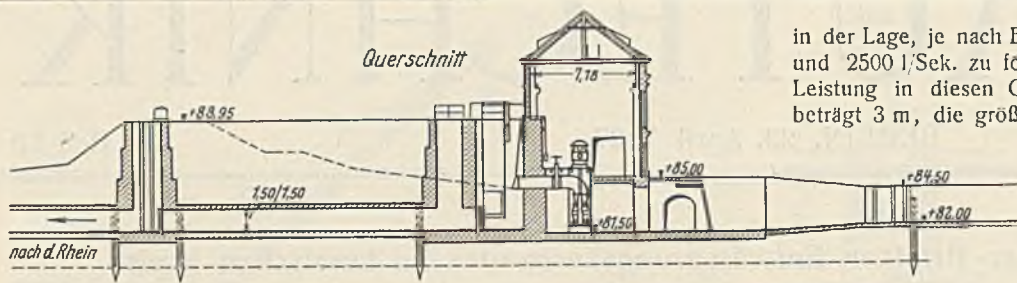 Querschnitt
7,18
+88.95
+85,00
+84.50
1,50/1,50
+81,50
+82.00
nach d. Rhein
in der Lage, je nach B
und 2500 l/Sek. zu fö
Leistung in diesen G
beträgt 3 m, die größ